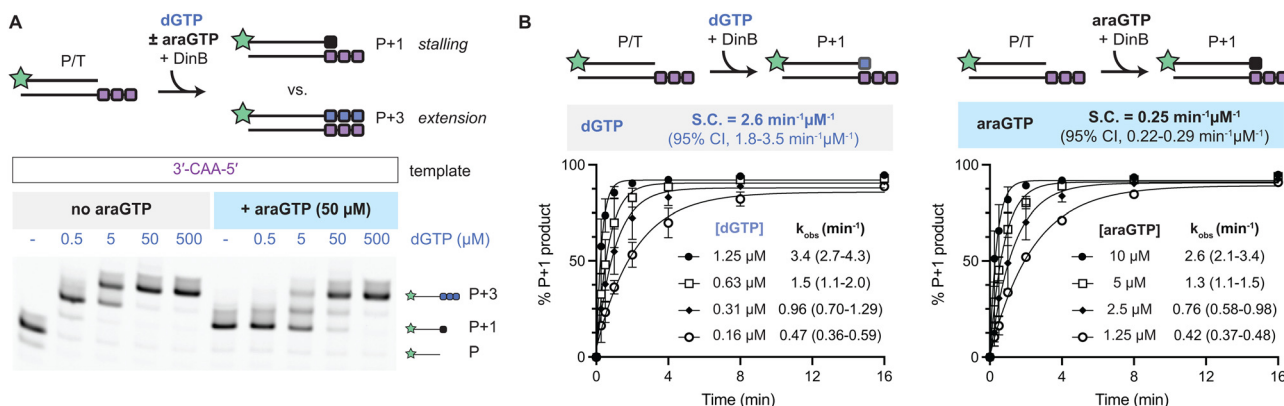 A
dGTP
± araGTP
+ DinB
P/T
P+1 stalling
vs.
P+3 extension
3′-CAA-5′ template
no araGTP + araGTP (50 µM)
- 0.5 5 50 500 - 0.5 5 50 500 dGTP (µM)
P+3
P+1
P
B
dGTP
P/T + DinB P+1
dGTP S.C. = 2.6 min⁻¹µM⁻¹
(95% CI, 1.8-3.5 min⁻¹µM⁻¹)
% P+1 product
100
50
0
[dGTP] kobs (min⁻¹)
1.25 µM 3.4 (2.7-4.3)
0.63 µM 1.5 (1.1-2.0)
0.31 µM 0.96 (0.70-1.29)
0.16 µM 0.47 (0.36-0.59)
0 4 8 12 16
Time (min)
araGTP
P/T + DinB P+1
araGTP S.C. = 0.25 min⁻¹µM⁻¹
(95% CI, 0.22-0.29 min⁻¹µM⁻¹)
% P+1 product
100
50
0
[araGTP] kobs (min⁻¹)
10 µM 2.6 (2.1-3.4)
5 µM 1.3 (1.1-1.5)
2.5 µM 0.76 (0.58-0.98)
1.25 µM 0.42 (0.37-0.48)
0 4 8 12 16
Time (min)